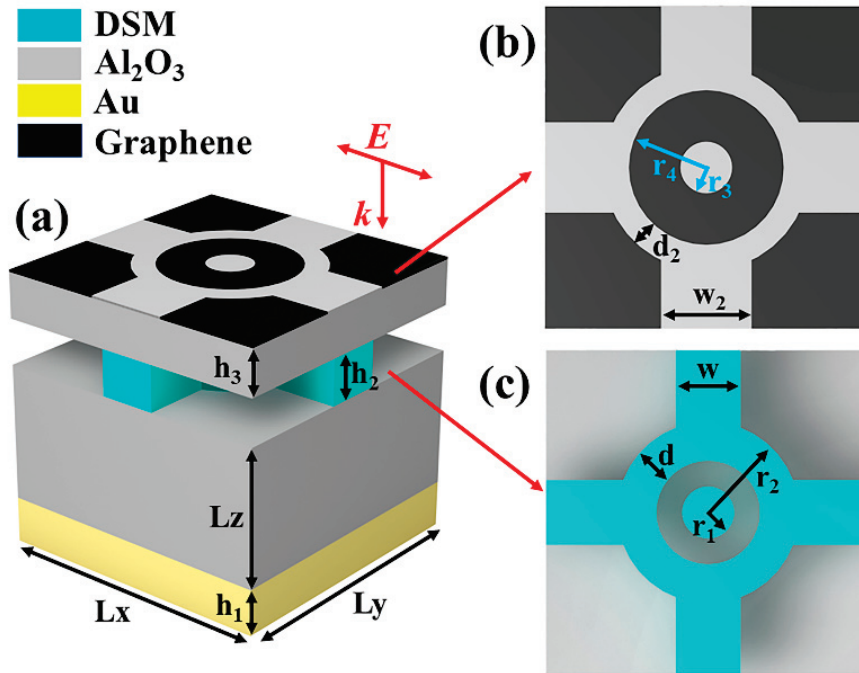 DSM
Al₂O₃
Au
Graphene
(a)
E
k
h₃
h₂
Lz
h₁
Lx
Ly
(b)
r₄
r₃
d₂
w₂
(c)
w
d
r₂
r₁